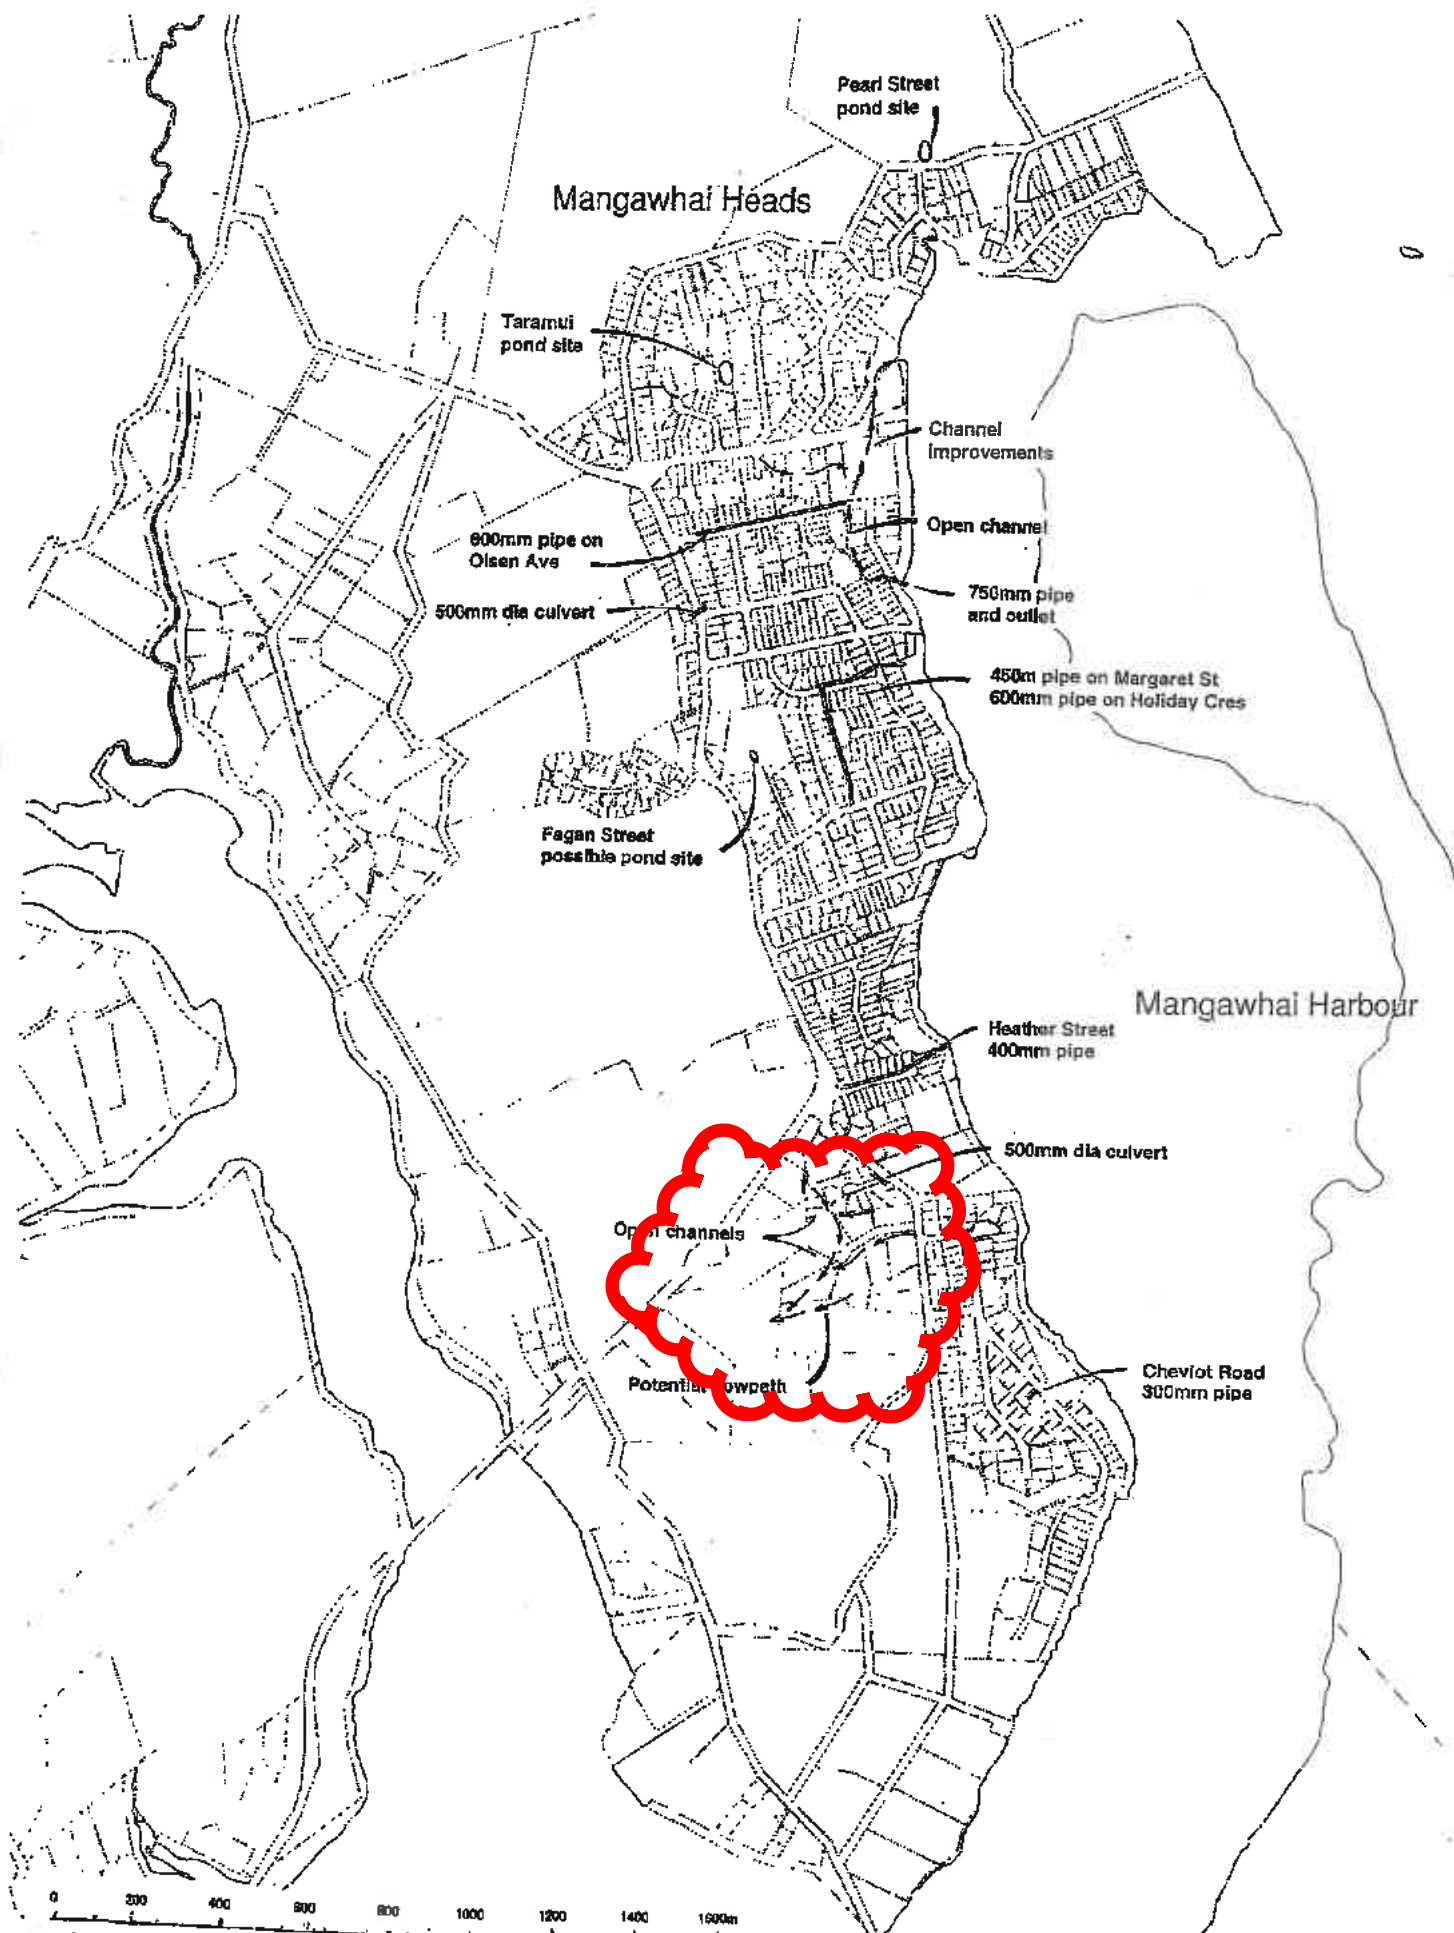 Pearl Street
pond site
Mangawhai Heads
Taramui
pond site
Channel
Improvements
Open channel
600mm pipe on
Olsen Ave
750mm pipe
and outlet
500mm dia culvert
450m pipe on Margaret St
600mm pipe on Holiday Cres
Fagan Street
possible pond site
Mangawhai Harbour
Heather Street
400mm pipe
500mm dia culvert
Open channels
Cheviot Road
300mm pipe
Potential flowpath
0 200 400 600 800 1000 1200 1400 1600m